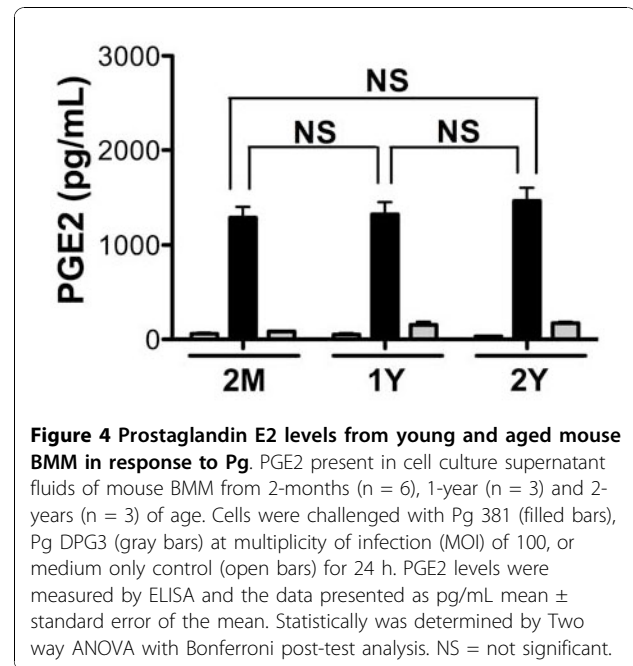 3000
NS
2000
NS
NS
1000
0
PGE2 (pg/mL)
2M
1Y
2Y
Figure 4 Prostaglandin E2 levels from young and aged mouse
BMM in response to Pg. PGE2 present in cell culture supernatant
fluids of mouse BMM from 2-months (n = 6), 1-year (n = 3) and 2-
years (n = 3) of age. Cells were challenged with Pg 381 (filled bars),
Pg DPG3 (gray bars) at multiplicity of infection (MOI) of 100, or
medium only control (open bars) for 24 h. PGE2 levels were
measured by ELISA and the data presented as pg/mL mean ±
standard error of the mean. Statistically was determined by Two
way ANOVA with Bonferroni post-test analysis. NS = not significant.